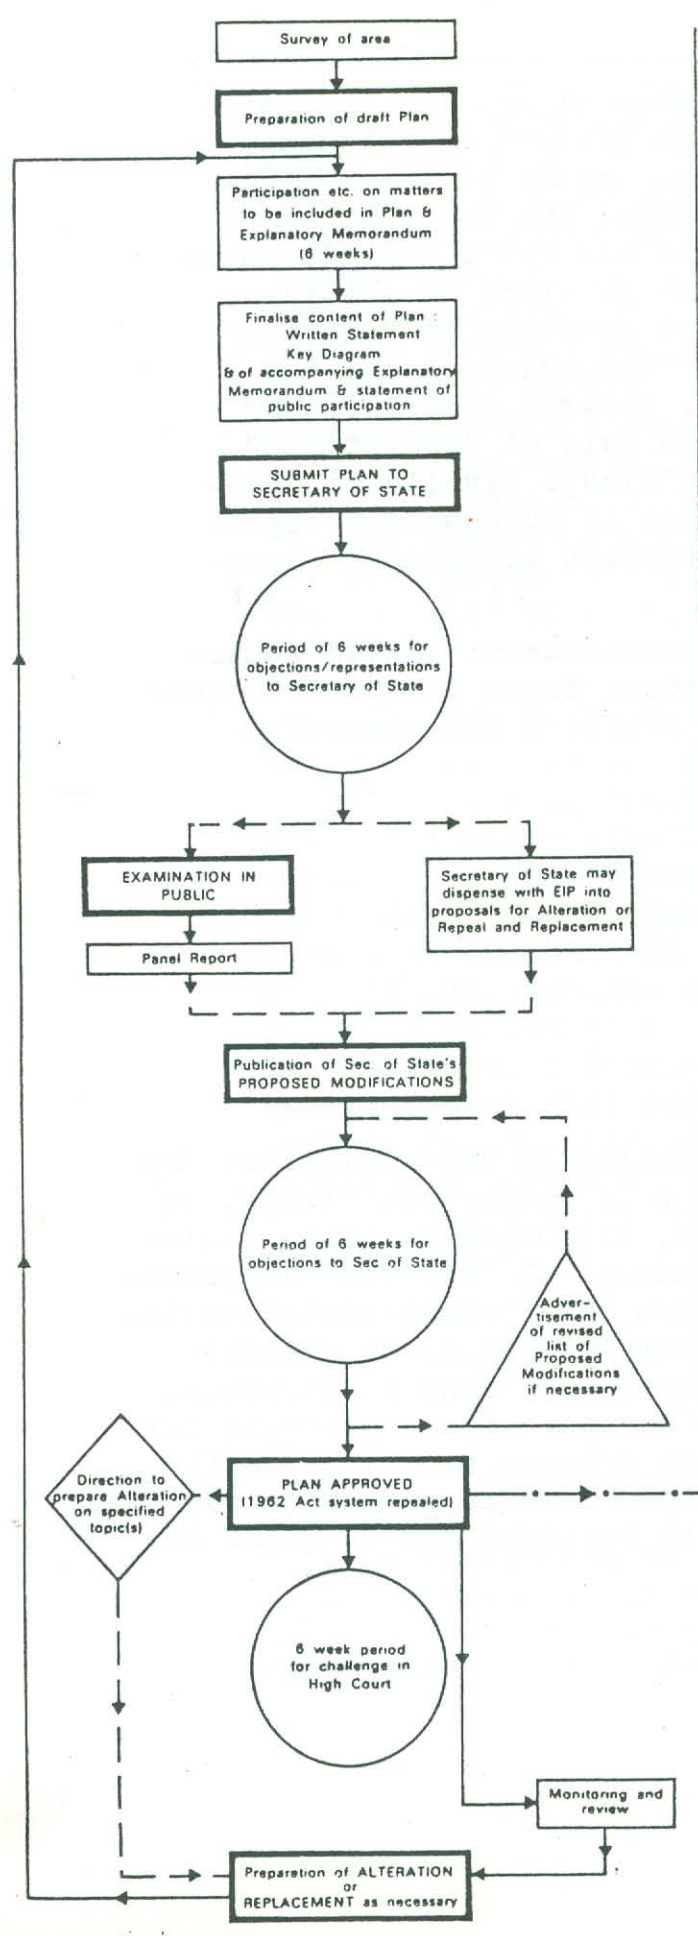 Survey of area
Preparation of draft Plan
Participation etc. on matters
to be included in Plan &
Explanatory Memorandum
(6 weeks)
Finalise content of Plan :
Written Statement
Key Diagram
& of accompanying Explanatory
Memorandum & statement of
public participation
SUBMIT PLAN TO
SECRETARY OF STATE
Period of 6 weeks for
objections/representations
to Secretary of State
EXAMINATION IN
PUBLIC
Panel Report
Secretary of State may
dispense with EIP into
proposals for Alteration or
Repeal and Replacement
Publication of Sec. of State's
PROPOSED MODIFICATIONS
Period of 6 weeks for
objections to Sec of State
Adver-
tisement
of revised
list of
Proposed
Modifications
if necessary
Direction to
prepare Alteration
on specified
topic(s)
PLAN APPROVED
(1962 Act system repealed)
6 week period
for challenge in
High Court
Monitoring and
review
Preparation of ALTERATION
or
REPLACEMENT as necessary